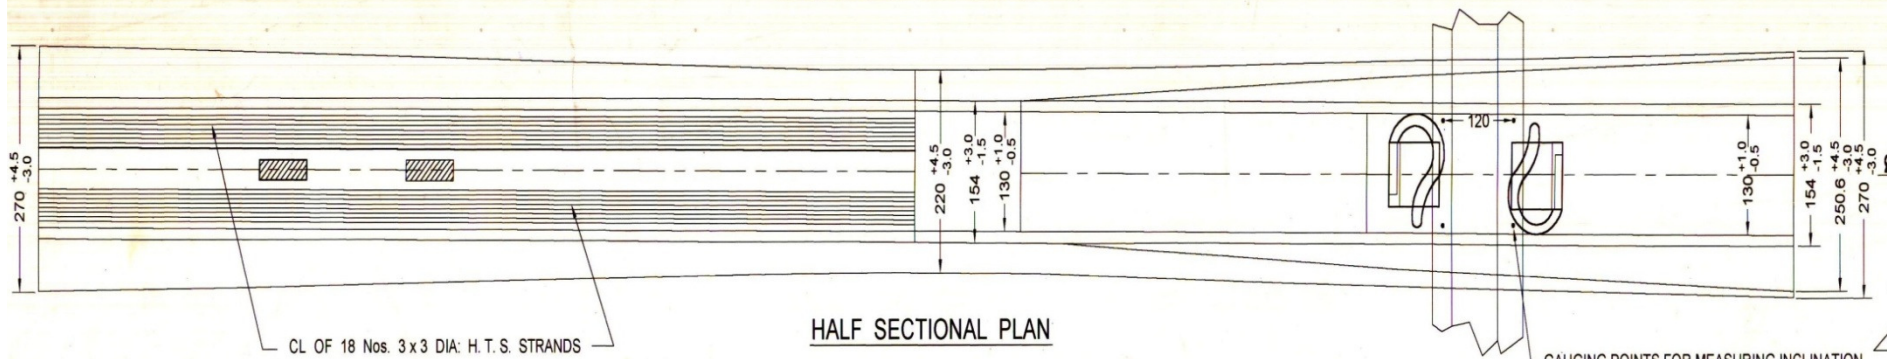 270 +4.5 -3.0
220 +4.5 -3.0
154 +3.0 -1.5
130 +1.0 -0.5
120
130 +1.0 -0.5
154 +3.0 -1.5
250.6 +4.5 -3.0
270 +4.5 -3.0
CL OF 18 Nos. 3 x 3 DIA: H. T. S. STRANDS
HALF SECTIONAL PLAN
GAUGING POINTS FOR MEASURING INCLINATION